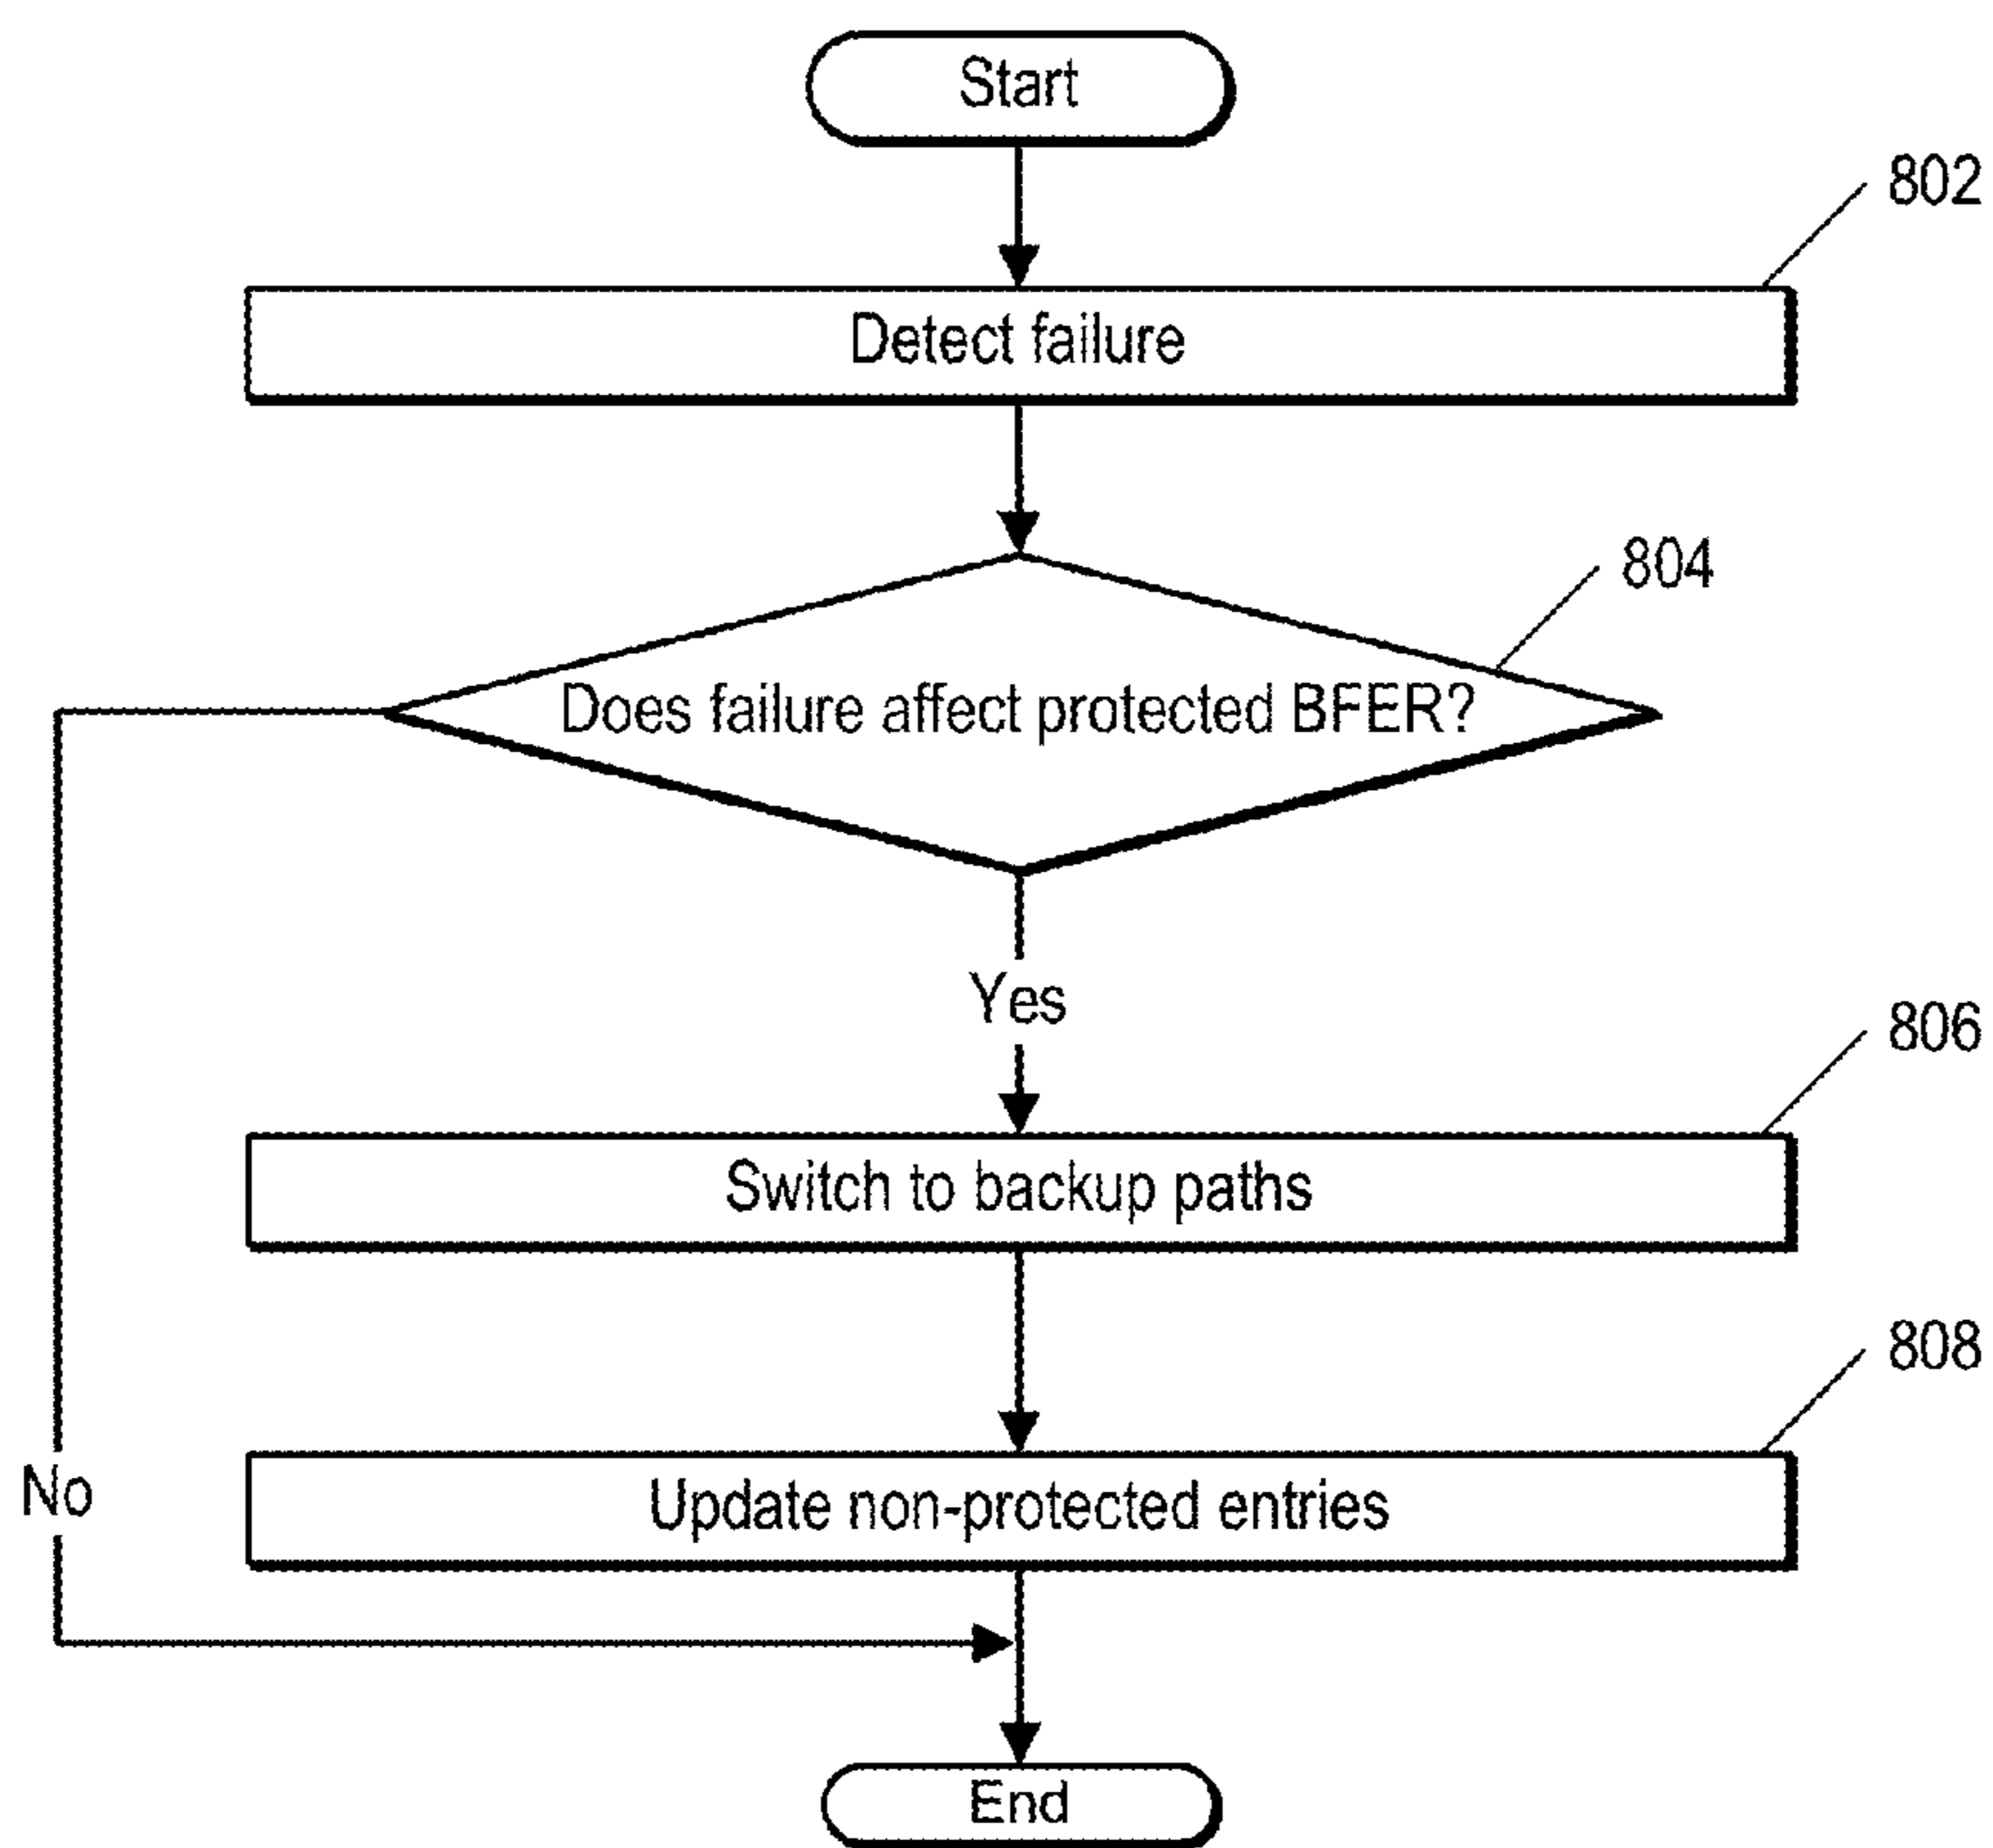 Start
802
Detect failure
804
Does failure affect protected BFER?
Yes
806
Switch to backup paths
808
Update non-protected entries
No
End